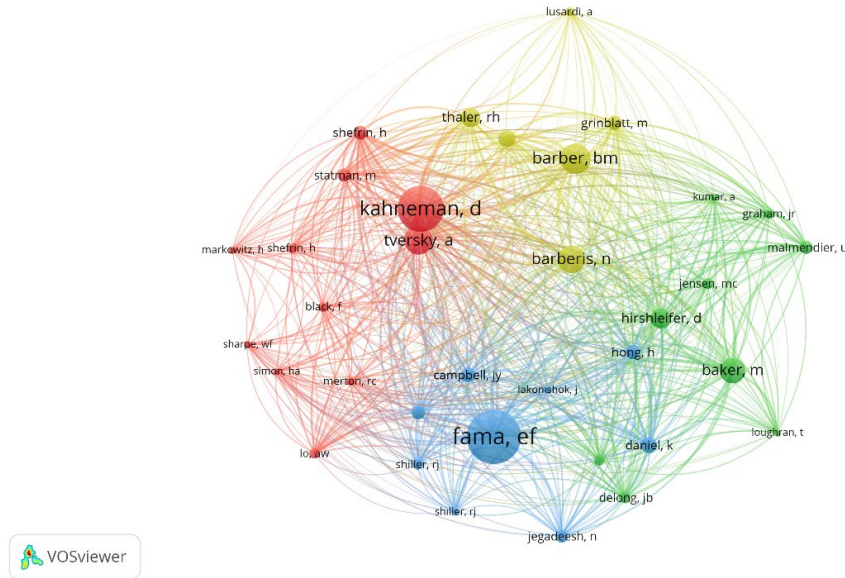 lusardi, a
thaler, rh
grinblatt, m
shefrin, h
barber, bm
statman, m
kumar, a
kahneman, d
graham, jr
tversky, a
markowitz, h
shefrin, h
malmendier, u
barberis, n
jensen, mc
black, f
hirshleifer, d
sharpe, wf
hong, h
simon, ha
campbell, jy
baker, m
merton, rc
lakonishok, j
fama, ef
loughran, t
daniel, k
lo, aw
shiller, rj
delong, jb
shiller, rj
jegadeesh, n
VOSviewer